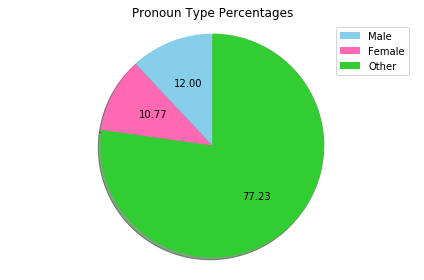 Pronoun Type Percentages
Male
Female
Other
12.00
10.77
77.23